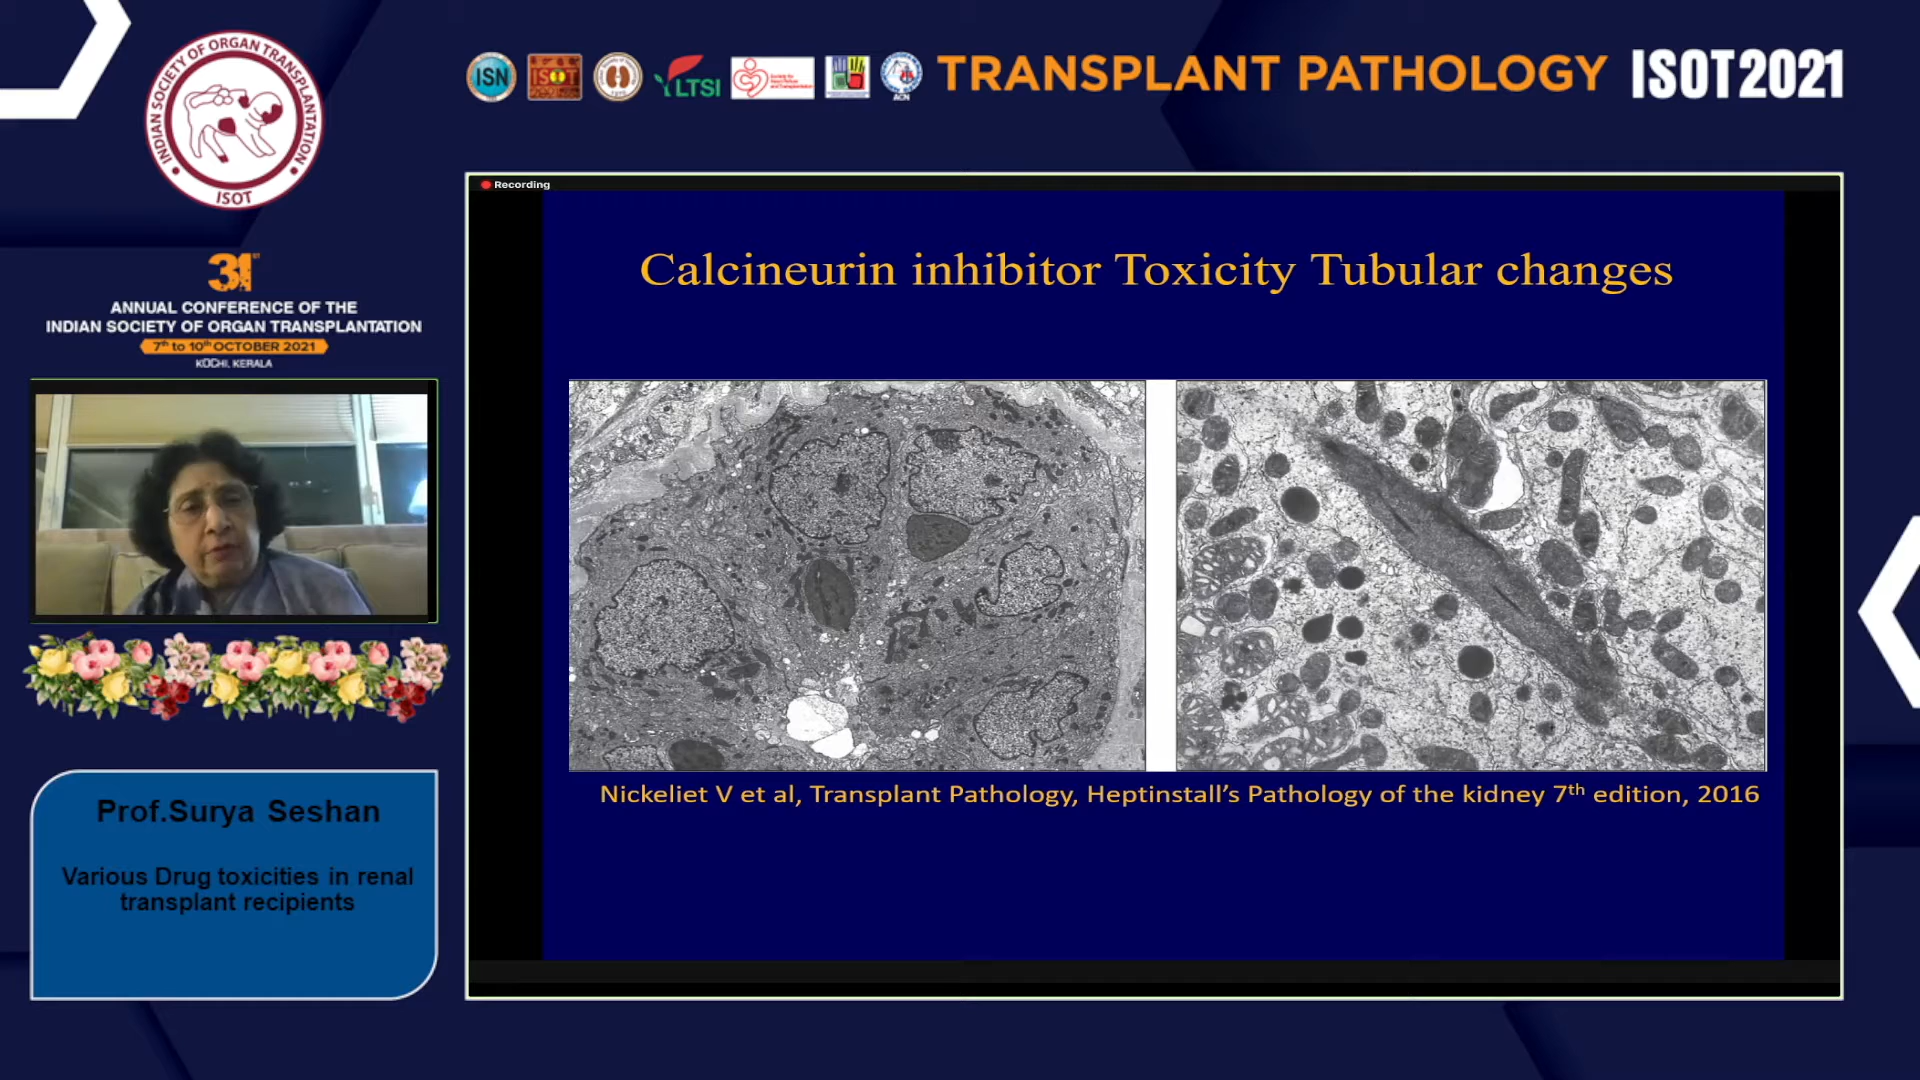 INDIAN SOCIETY OF ORGAN TRANSPLANTATION
ISOT
ISN
ISOT
LTSI
ACN
TRANSPLANT PATHOLOGY ISOT2021
31ST
ANNUAL CONFERENCE OF THE
INDIAN SOCIETY OF ORGAN TRANSPLANTATION
7th to 10th OCTOBER 2021
KOCHI, KERALA
Recording
Calcineurin inhibitor Toxicity Tubular changes
Nickeliet V et al, Transplant Pathology, Heptinstall's Pathology of the kidney 7th edition, 2016
Prof.Surya Seshan
Various Drug toxicities in renal
transplant recipients